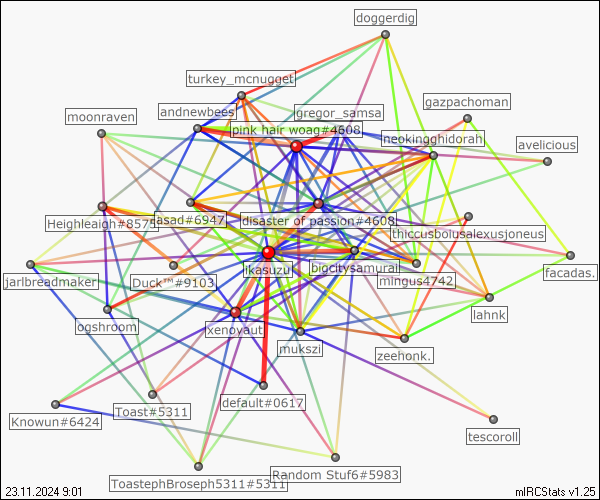 doggerdig
turkey_mcnugget
gazpachoman
moonraven
andnewbees
gregor_samsa
pink hair woag#4608
neokingghidorah
avelicious
Heighleaigh#8575
asad#6947
disaster of passion#4608
thiccusbolusalexusjoneus
jarlbreadmaker
Duck™#9103
ikasuzul
bigcitysamurai
mingus4742.
facadas.
ogshroom
xenoyaut
mukszi
lahnk
zeehonk.
Knowun#6424
Toast#5311
default#0617
tescoroll
ToastephBroseph5311#5311
Random Stuf6#5983
23.11.2024 9:01
mIRCStats v1.25